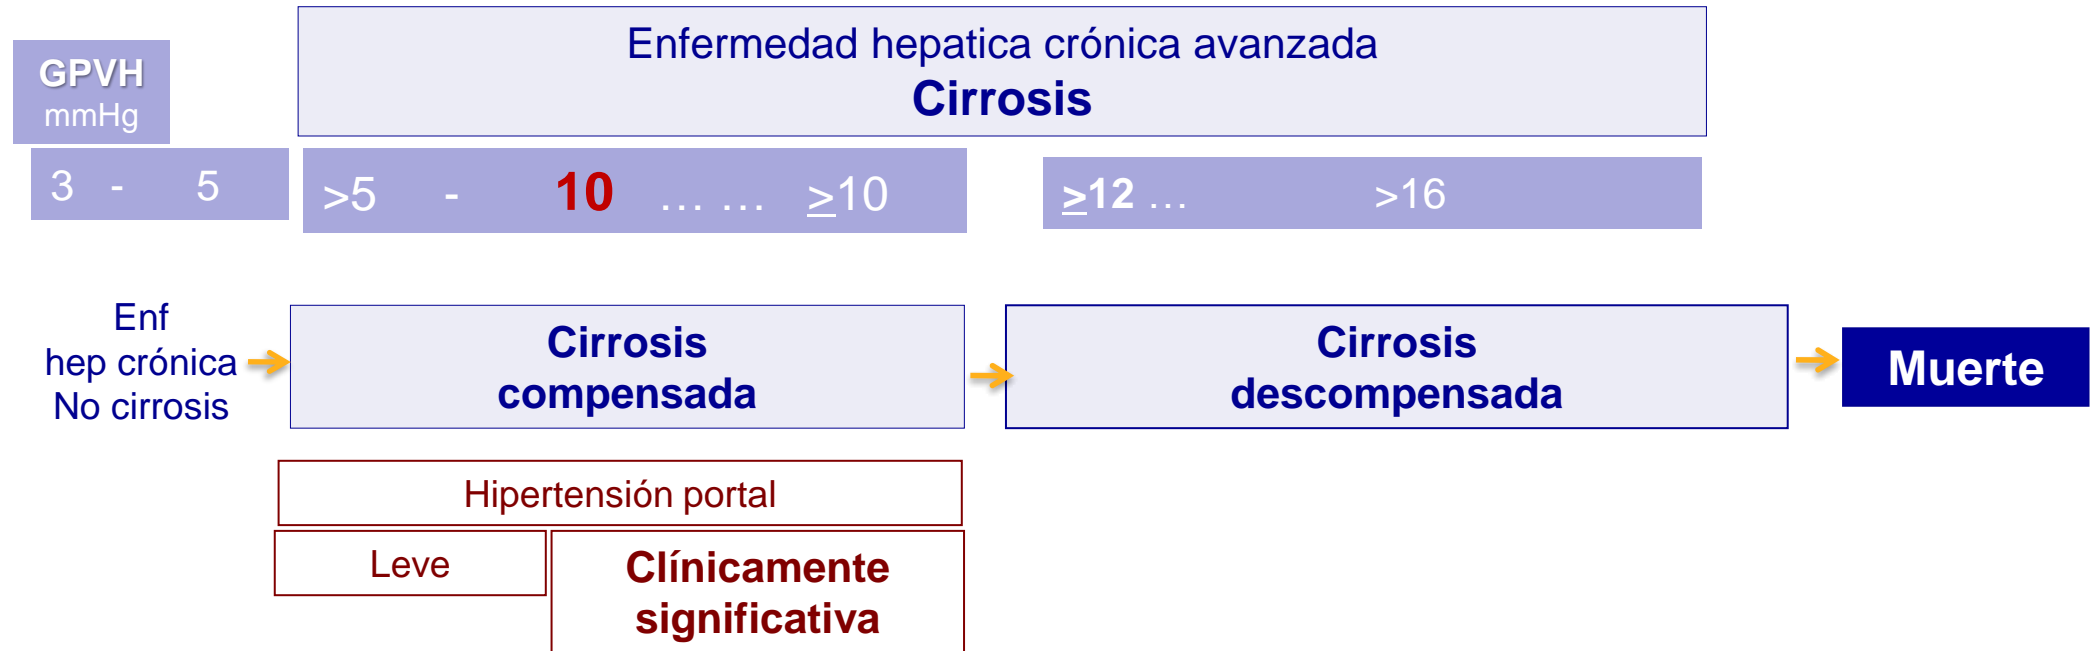 Enfermedad hepatica crónica avanzada
Cirrosis
GPVH
mmHg
3 - 5
>5 - 10 ... ... ≥10
≥12 ... >16
Enf
hep crónica
No cirrosis
Cirrosis
compensada
Cirrosis
descompensada
Muerte
Hipertensión portal
Leve
Clínicamente
significativa